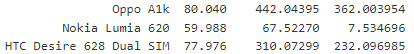 Oppo A1k 80.040 442.04395 362.003954
Nokia Lumia 620 59.988 67.52270 7.534696
HTC Desire 628 Dual SIM 77.976 310.07299 232.096985